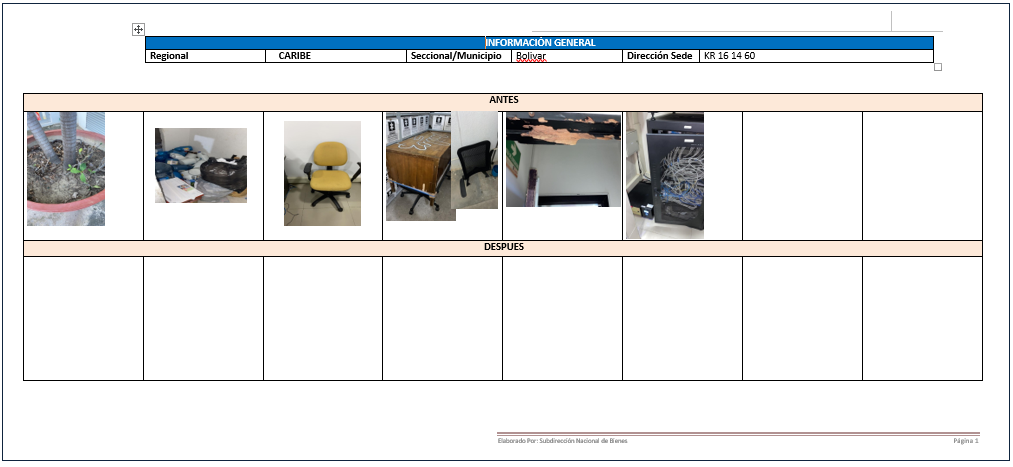 INFORMACIÓN GENERAL
Regional CARIBE Seccional/Municipio Bolivar Dirección Sede KR 16 14 60
ANTES
DESPUES
Elaborado Por: Subdirección Nacional de Bienes
Página 1